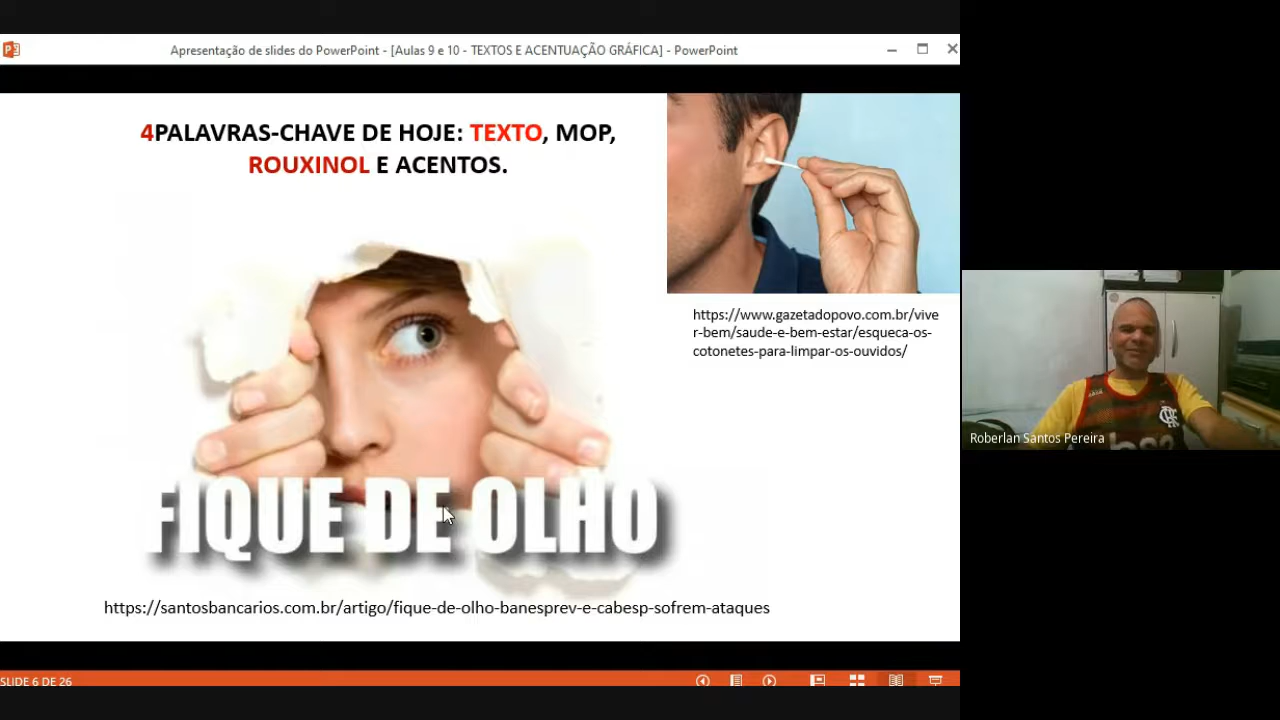 Apresentação de slides do PowerPoint - [Aulas 9 e 10 - TEXTOS E ACENTUAÇÃO GRÁFICA] - PowerPoint
4PALAVRAS-CHAVE DE HOJE: TEXTO, MOP,
ROUXINOL E ACENTOS.
https://www.gazetadopovo.com.br/vive
r-bem/saude-e-bem-estar/esqueca-os-
cotonetes-para-limpar-os-ouvidos/
Roberlan Santos Pereira
FIQUE DE OLHO
https://santosbancarios.com.br/artigo/fique-de-olho-banesprev-e-cabesp-sofrem-ataques
SLIDE 6 DE 26